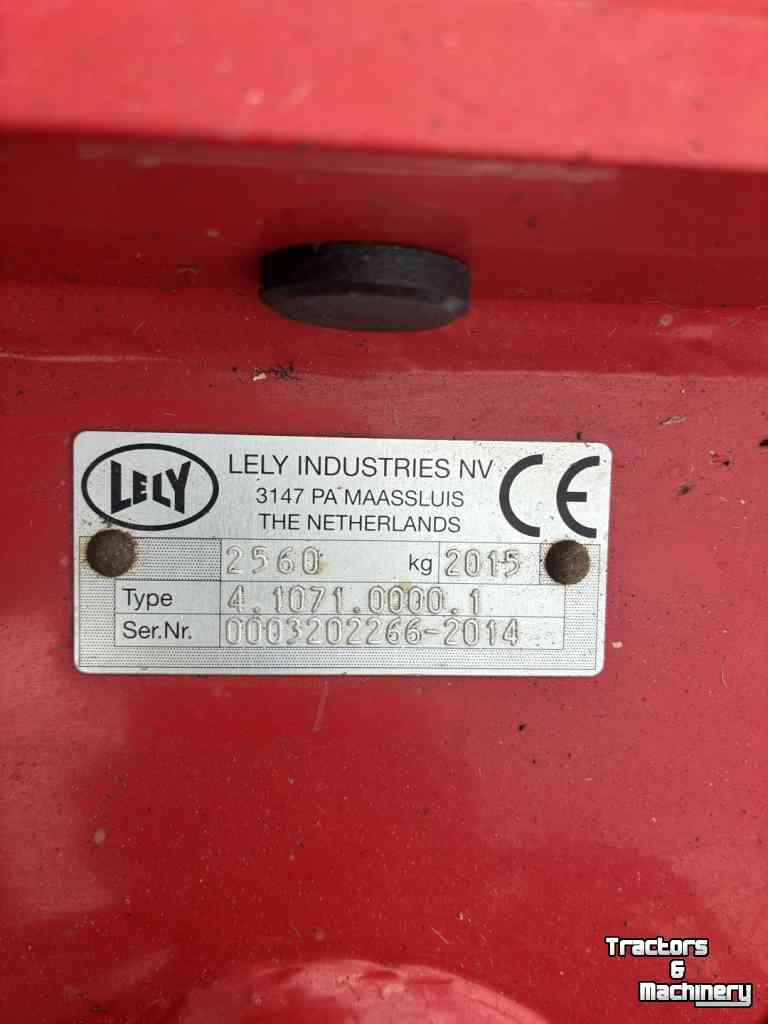 LELY
LELY INDUSTRIES NV
3147 PA MAASSLUIS
THE NETHERLANDS
CE
2560 kg 2015
Type 4.1071.0000.1
Ser.Nr. 0003202266-2014
Tractors
&
Machinery